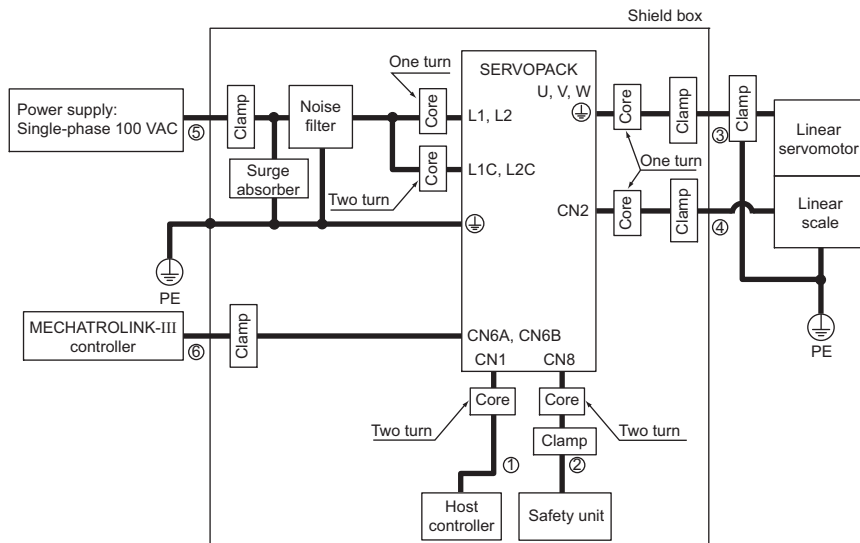 Shield box
One turn
SERVOPACK
U, V, W
Power supply:
Single-phase 100 VAC
⑤
Clamp
Noise
filter
Core
L1, L2
Core
Clamp
③
Clamp
Linear
servomotor
Surge
absorber
Two turn
Core
L1C, L2C
One turn
CN2
Core
Clamp
④
Linear
scale
PE
MECHATROLINK-III
controller
⑥
Clamp
CN6A, CN6B
CN1
CN8
PE
Two turn
Core
Core
Two turn
Clamp
①
②
Host
controller
Safety unit